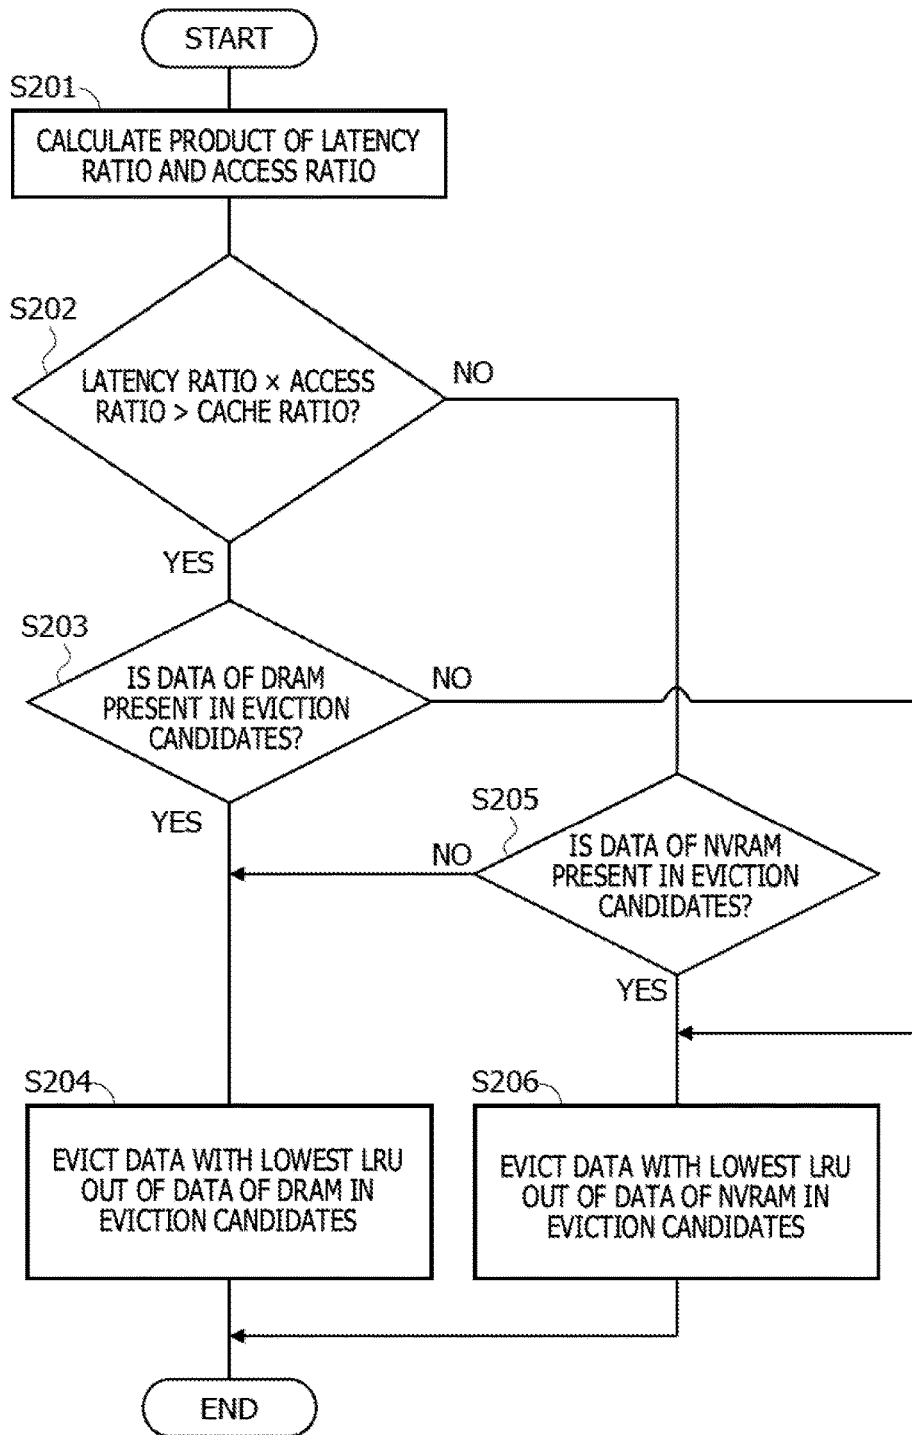 START
S201
CALCULATE PRODUCT OF LATENCY
RATIO AND ACCESS RATIO
S202
LATENCY RATIO × ACCESS
RATIO > CACHE RATIO?
NO
YES
S203
IS DATA OF DRAM
PRESENT IN EVICTION
CANDIDATES?
NO
YES
S205
IS DATA OF NVRAM
PRESENT IN EVICTION
CANDIDATES?
NO
YES
S204
EVICT DATA WITH LOWEST LRU
OUT OF DATA OF DRAM IN
EVICTION CANDIDATES
S206
EVICT DATA WITH LOWEST LRU
OUT OF DATA OF NVRAM IN
EVICTION CANDIDATES
END